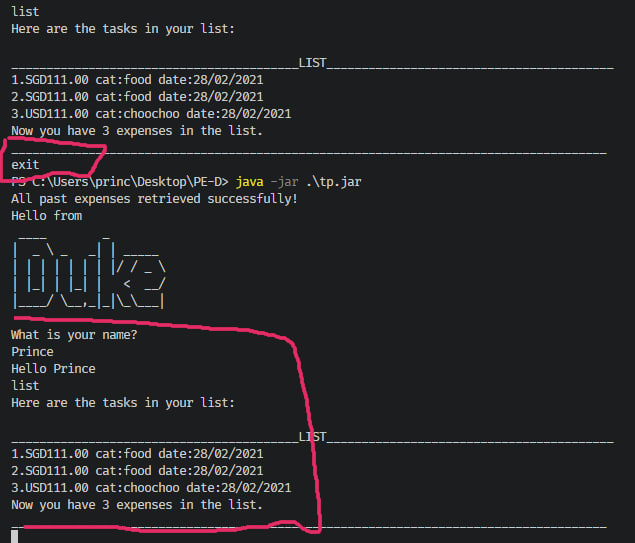 list
Here are the tasks in your list:
_________________________________________LIST_________________________________________
1.SGD111.00 cat:food date:28/02/2021
2.SGD111.00 cat:food date:28/02/2021
3.USD111.00 cat:choochoo date:28/02/2021
Now you have 3 expenses in the list.
_____________________________________________________________________________________
exit
PS C:\Users\princ\Desktop\PE-D> java -jar .\tp.jar
All past expenses retrieved successfully!
Hello from
 ____        _
|  _ \ _   _| | _____
| | | | | | | |/ / _ \
| |_| | |_| |   <  __/
|____/ \__,_|_|\_\___|
What is your name?
Prince
Hello Prince
list
Here are the tasks in your list:
_________________________________________LIST_________________________________________
1.SGD111.00 cat:food date:28/02/2021
2.SGD111.00 cat:food date:28/02/2021
3.USD111.00 cat:choochoo date:28/02/2021
Now you have 3 expenses in the list.
_____________________________________________________________________________________